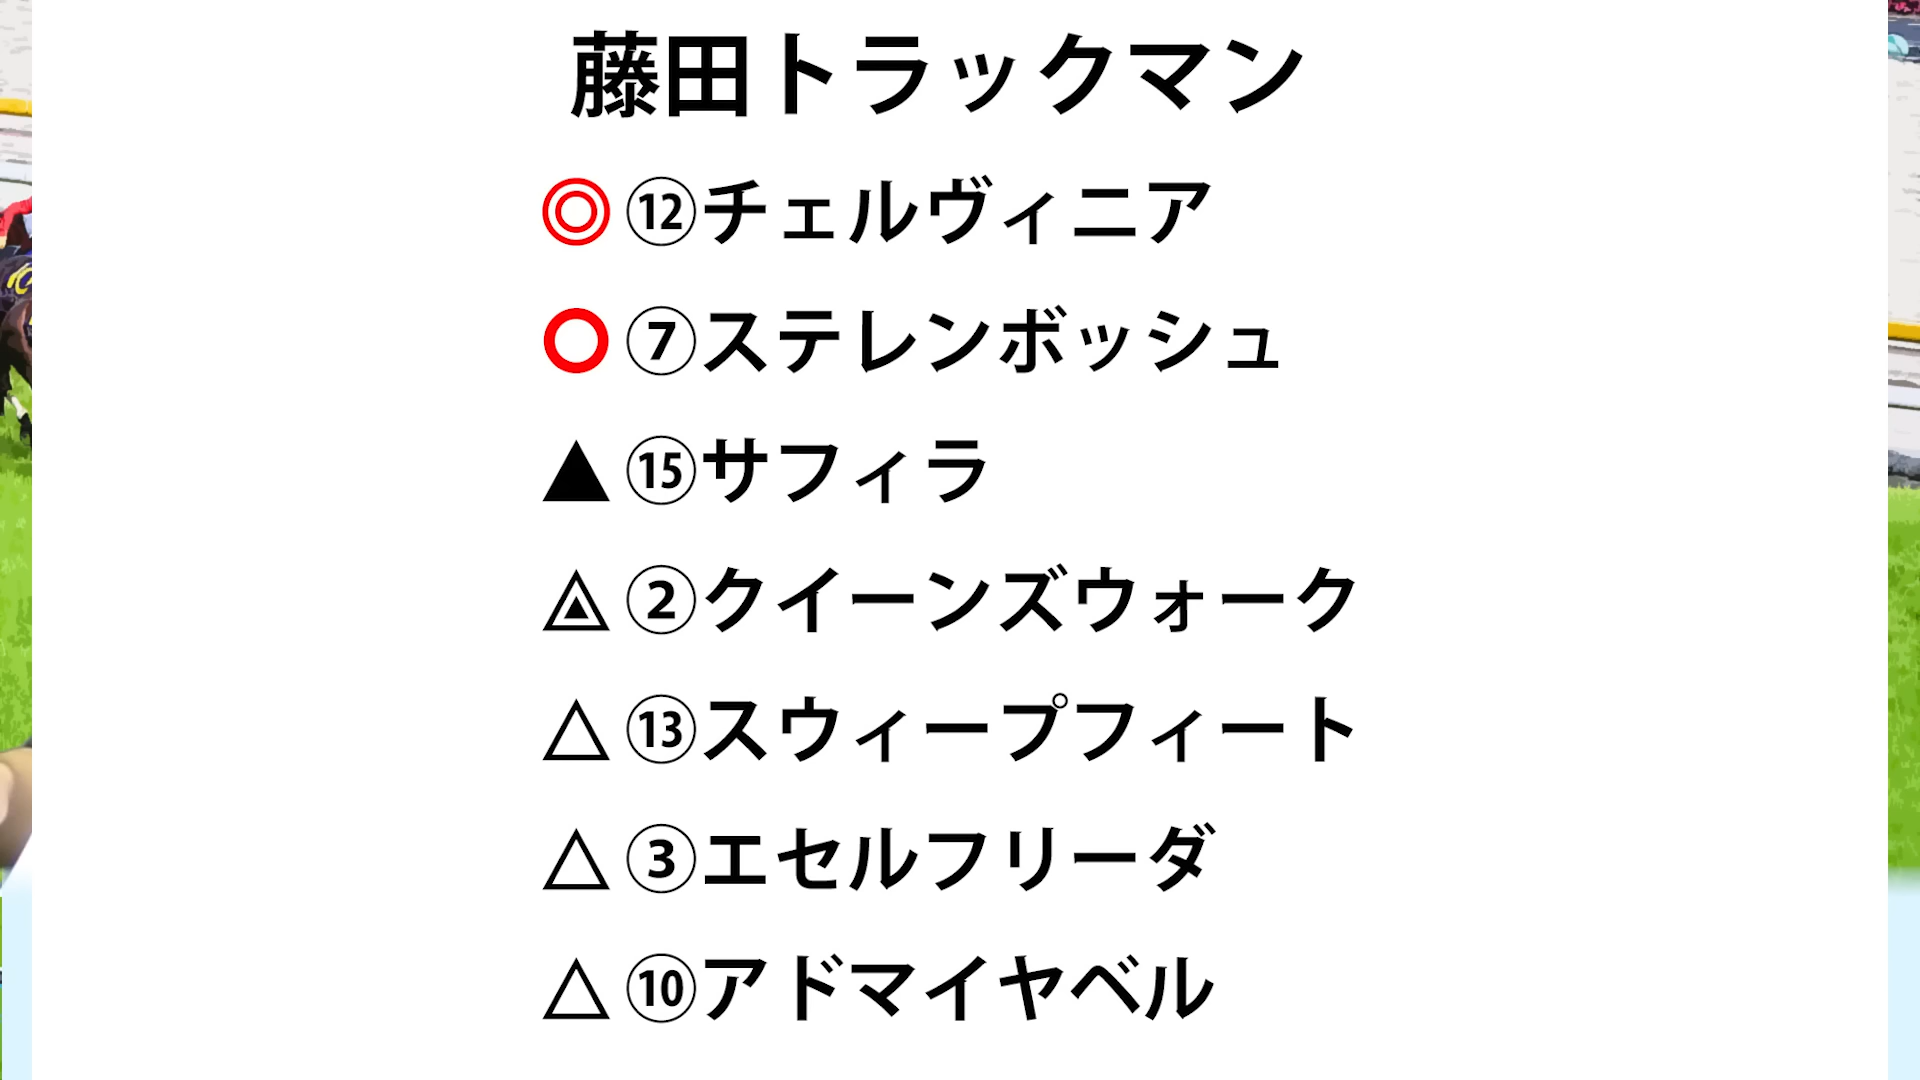 藤田トラックマン
◎⑫チェルヴィニア
○⑦ステレンボッシュ
▲⑮サフィラ
◬②クイーンズウォーク
△⑬スウィープフィート
△③エセルフリーダ
△⑩アドマイヤベル